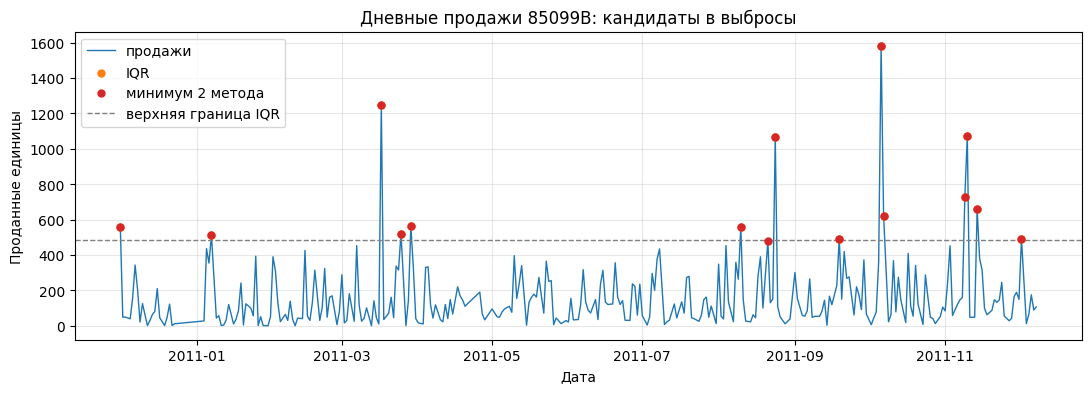 Дневные продажи 85099B: кандидаты в выбросы
продажи
IQR
минимум 2 метода
верхняя граница IQR
Проданные единицы
1600
1400
1200
1000
800
600
400
200
0
2011-01
2011-03
2011-05
2011-07
2011-09
2011-11
Дата